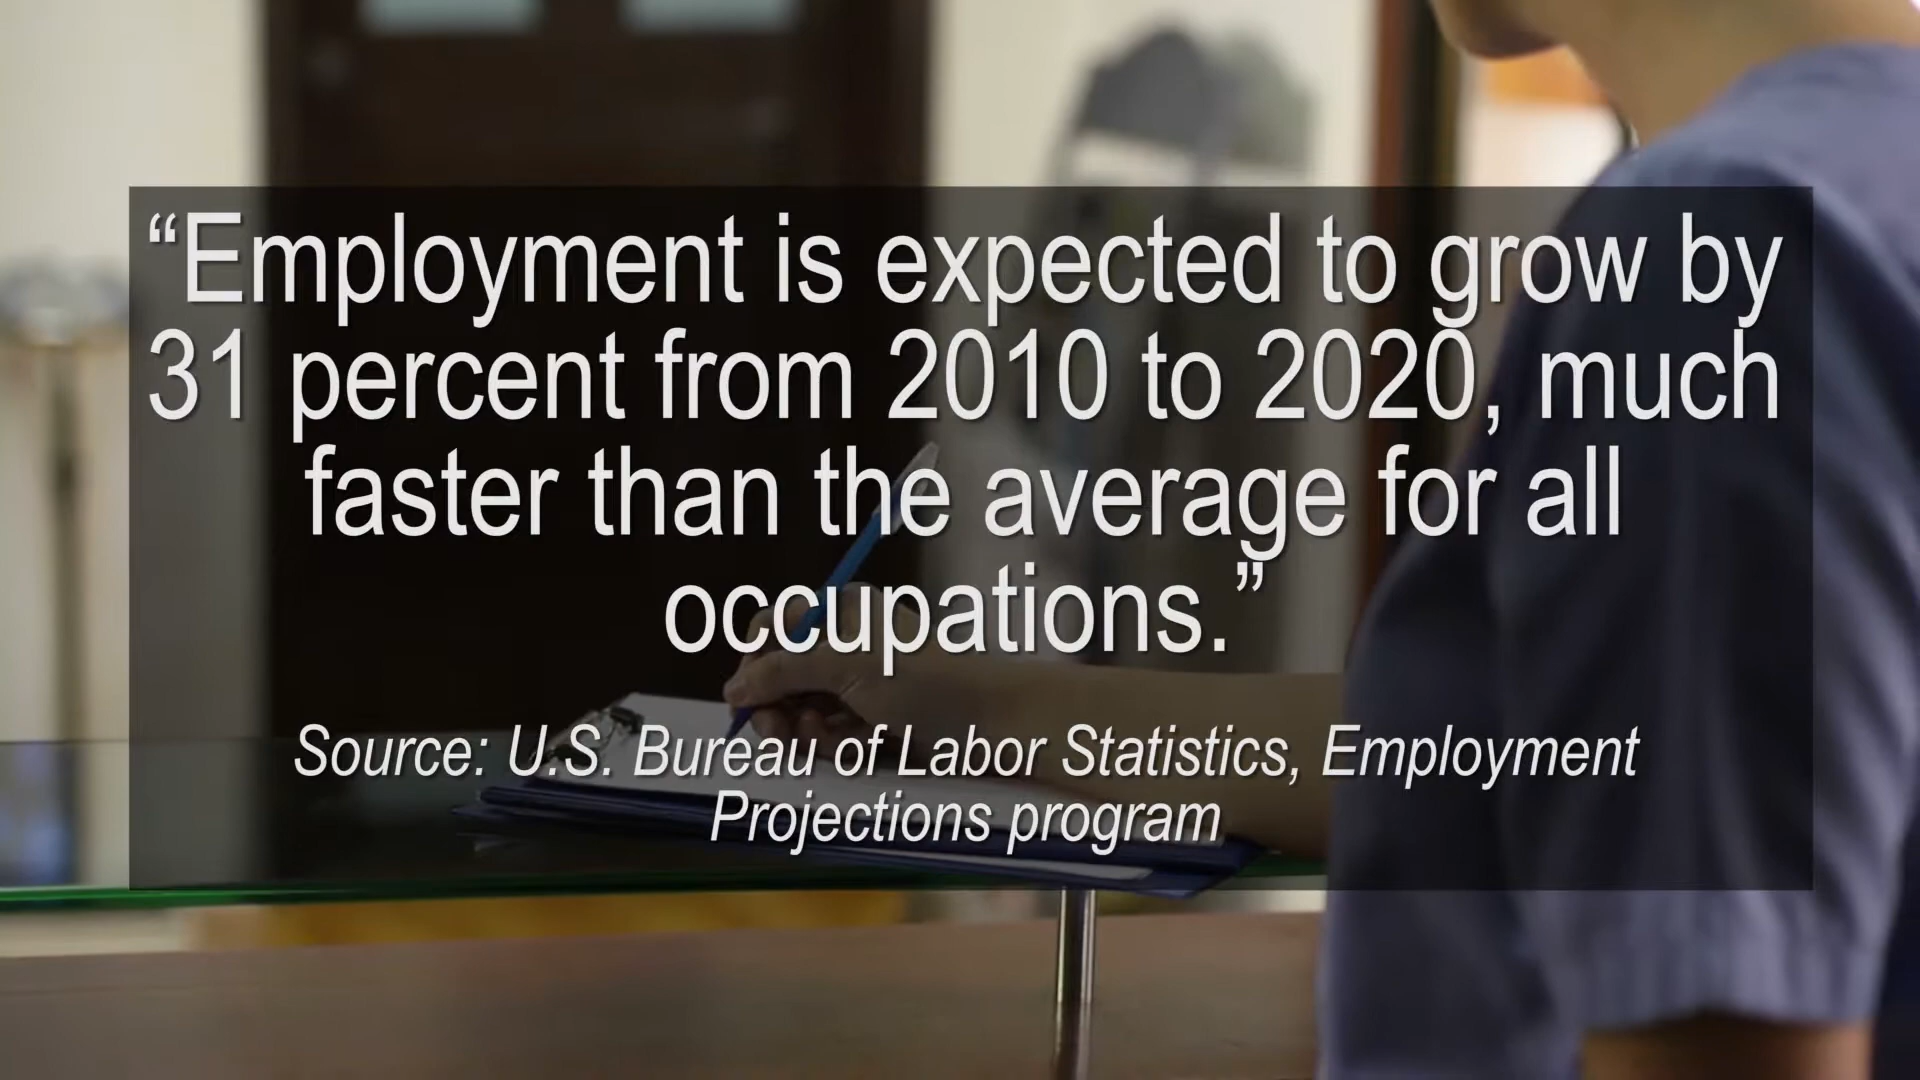 “Employment is expected to grow by
31 percent from 2010 to 2020, much
faster than the average for all
occupations.”
Source: U.S. Bureau of Labor Statistics, Employment
Projections program